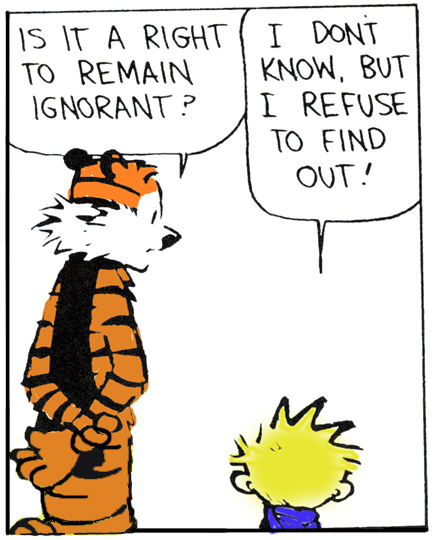 IS IT A RIGHT
TO REMAIN
IGNORANT?
I DON'T
KNOW, BUT
I REFUSE
TO FIND
OUT!